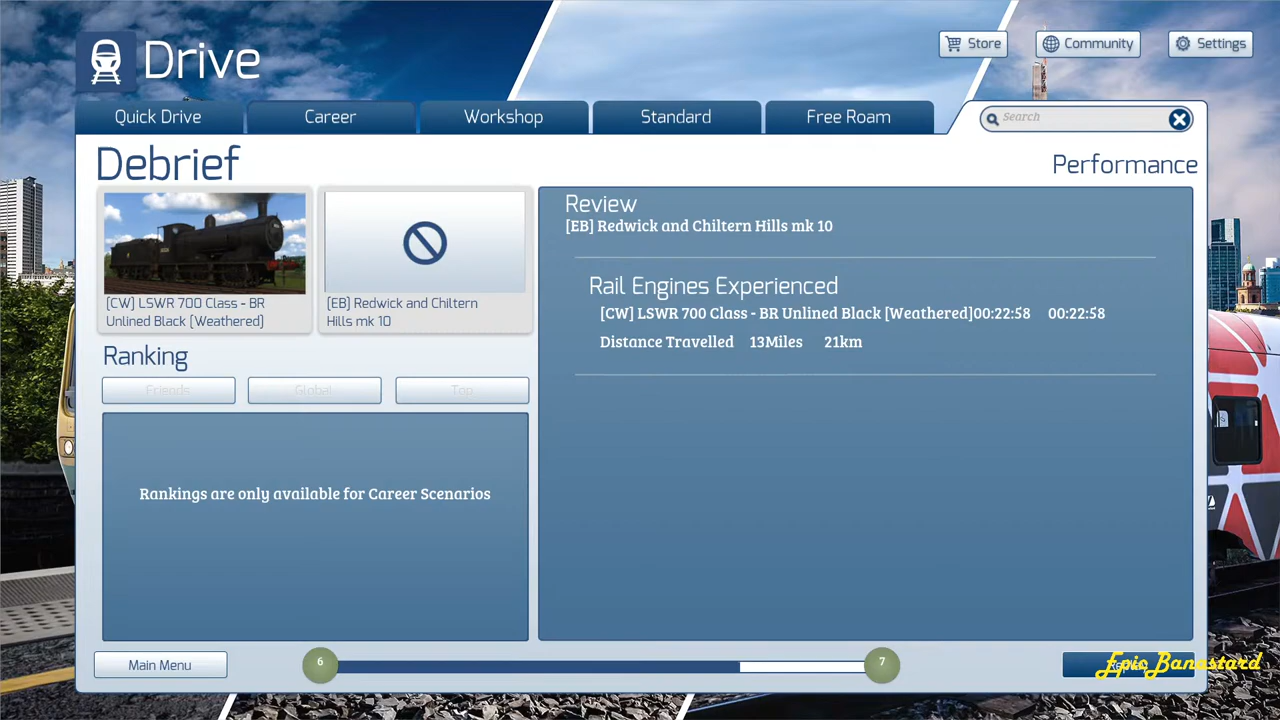 Drive
Store
Community
Settings
Quick Drive
Career
Workshop
Standard
Free Roam
Search
Debrief
Performance
[CW] LSWR 700 Class - BR
Unlined Black [Weathered]
[EB] Redwick and Chiltern
Hills mk 10
Review
[EB] Redwick and Chiltern Hills mk 10
Rail Engines Experienced
[CW] LSWR 700 Class - BR Unlined Black [Weathered]00:22:58 00:22:58
Distance Travelled 13Miles 21km
Ranking
Friends
Global
Top
Rankings are only available for Career Scenarios
Main Menu
6
7
Epic Banastard